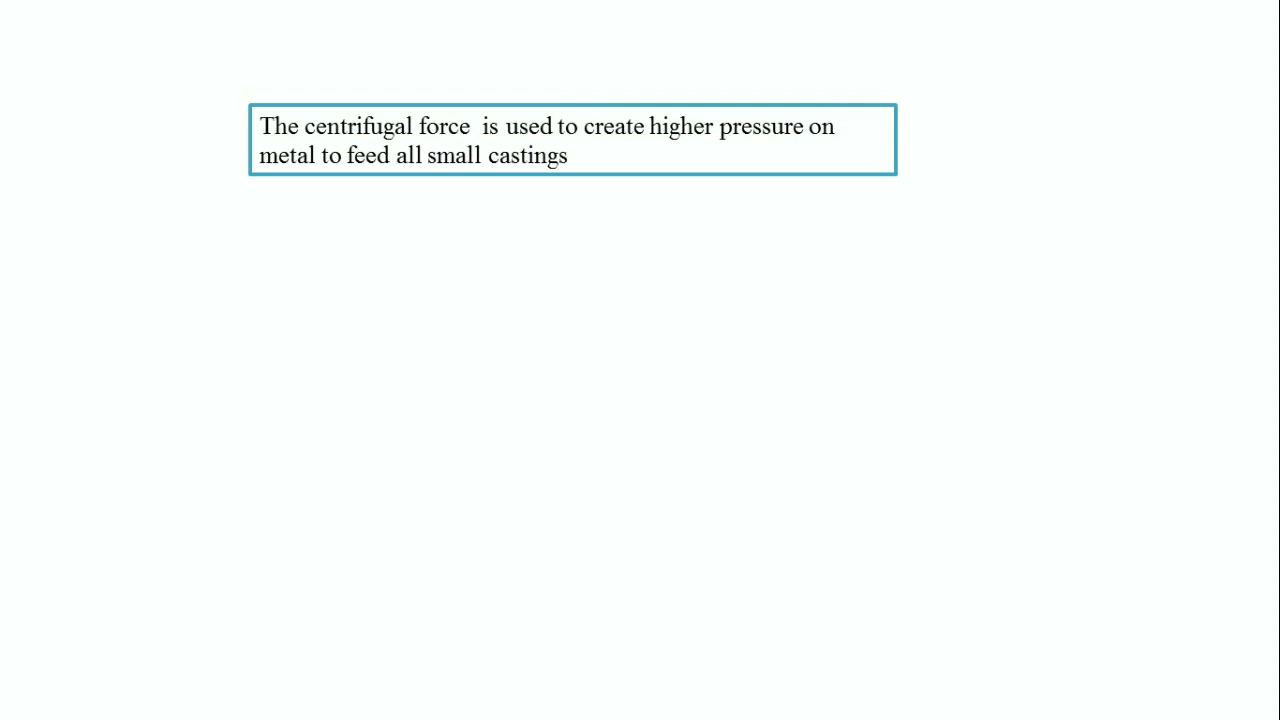 The centrifugal force  is used to create higher pressure on
metal to feed all small castings